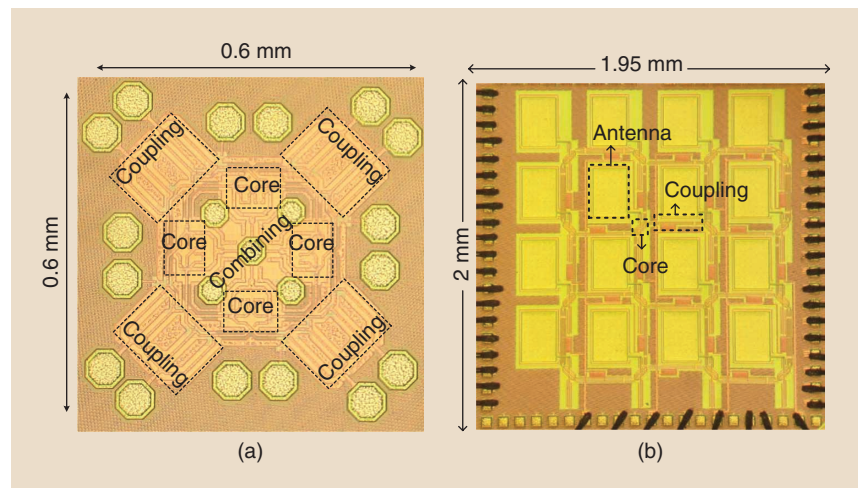 0.6 mm
0.6 mm
Coupling
Coupling
Core
Core
Combining
Core
Core
Coupling
Coupling
(a)
1.95 mm
2 mm
Antenna
Coupling
Core
(b)